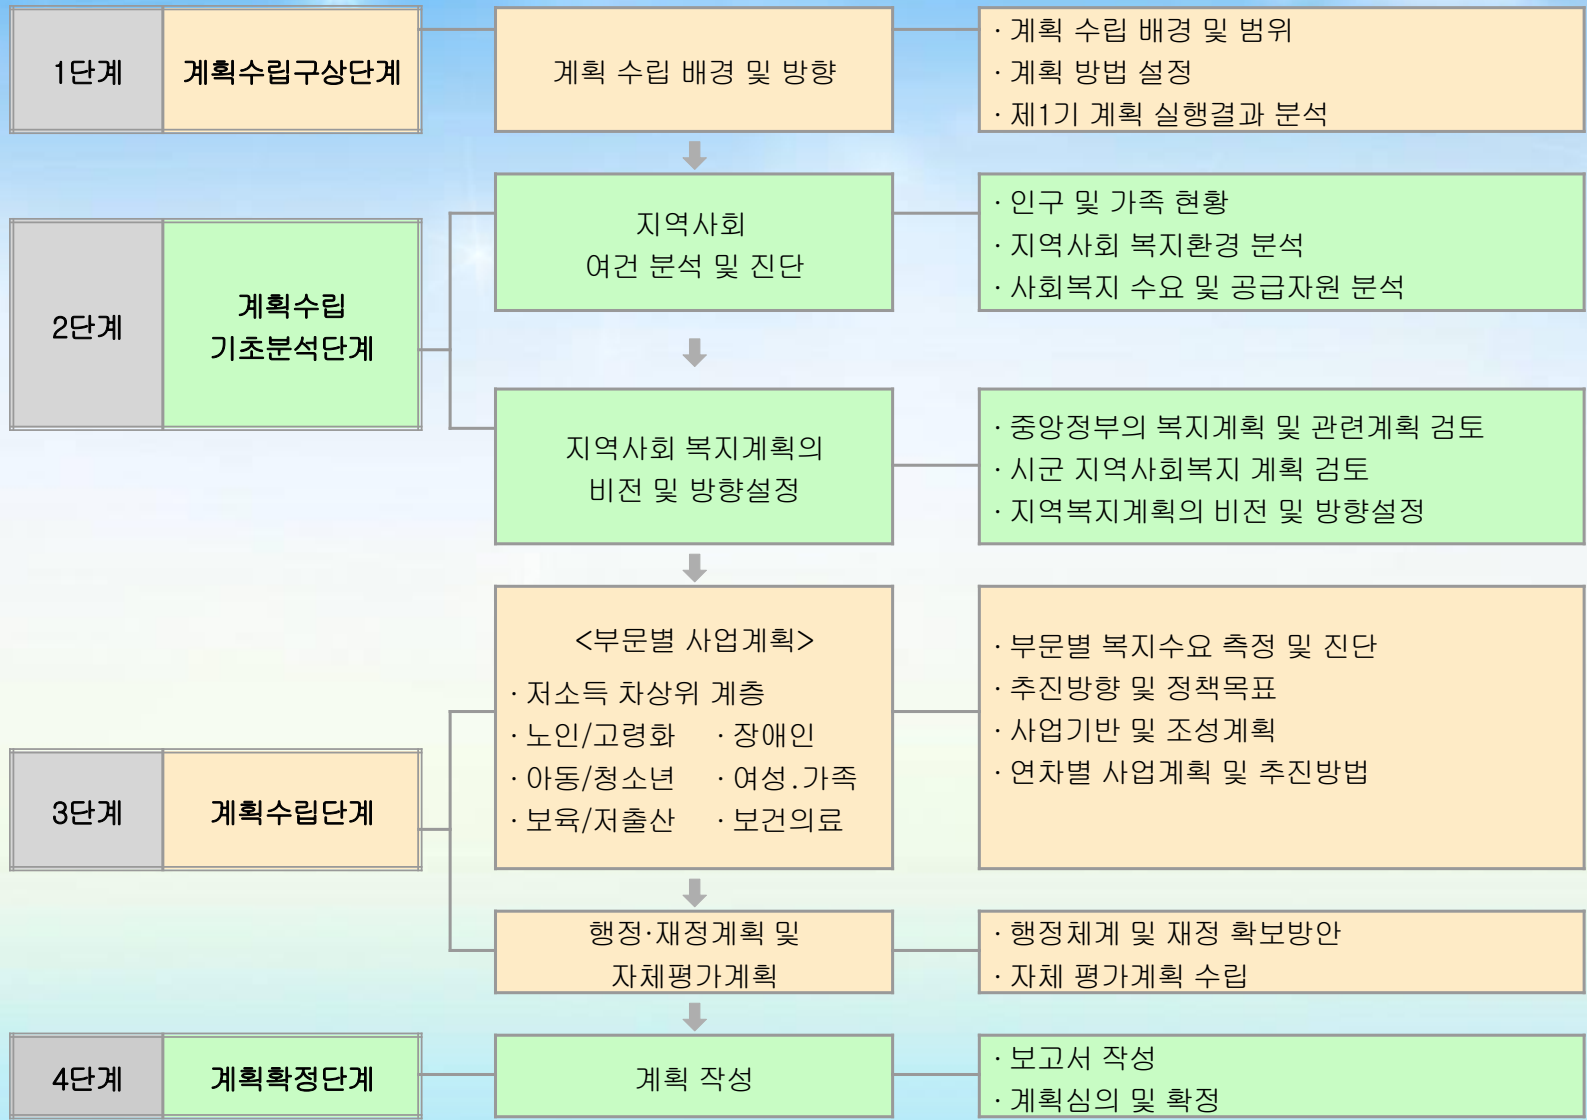 1단계
계획수립구상단계
계획 수립 배경 및 방향
· 계획 수립 배경 및 범위
· 계획 방법 설정
· 제1기 계획 실행결과 분석
2단계
계획수립
기초분석단계
지역사회
여건 분석 및 진단
· 인구 및 가족 현황
· 지역사회 복지환경 분석
· 사회복지 수요 및 공급자원 분석
지역사회 복지계획의
비전 및 방향설정
· 중앙정부의 복지계획 및 관련계획 검토
· 시군 지역사회복지 계획 검토
· 지역복지계획의 비전 및 방향설정
3단계
계획수립단계
<부문별 사업계획>
· 저소득 차상위 계층
· 노인/고령화 · 장애인
· 아동/청소년 · 여성.가족
· 보육/저출산 · 보건의료
· 부문별 복지수요 측정 및 진단
· 추진방향 및 정책목표
· 사업기반 및 조성계획
· 연차별 사업계획 및 추진방법
행정·재정계획 및
자체평가계획
· 행정체계 및 재정 확보방안
· 자체 평가계획 수립
4단계
계획확정단계
계획 작성
· 보고서 작성
· 계획심의 및 확정